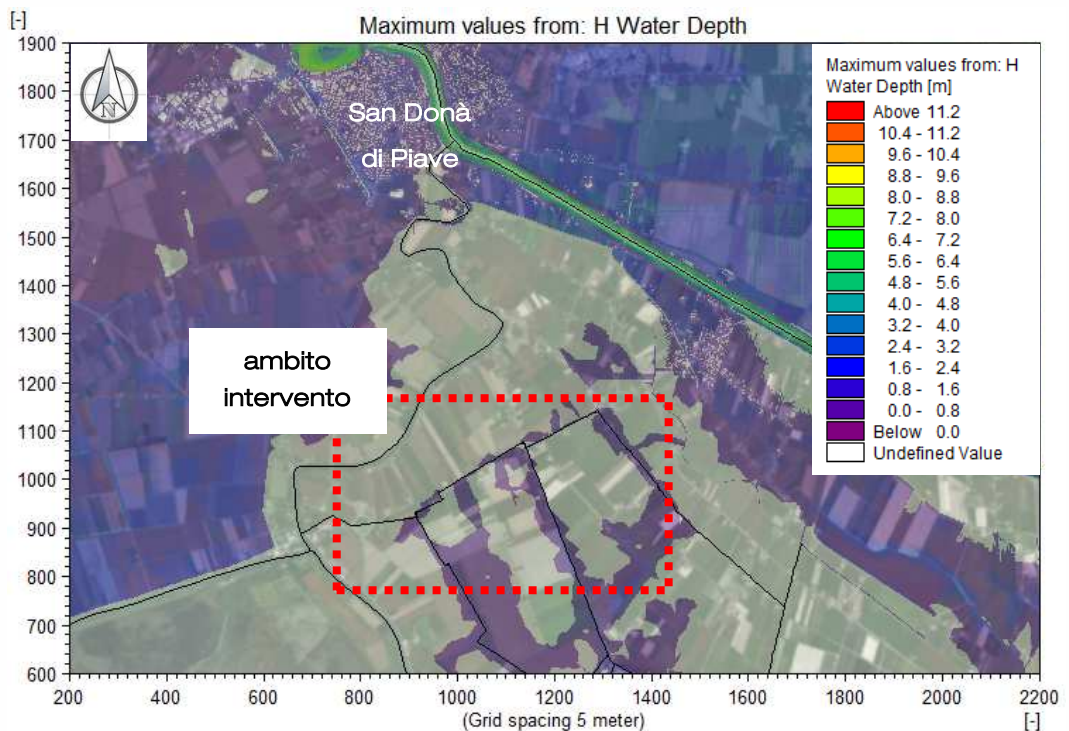 Maximum values from: H Water Depth
[-]
1900
1800
1700
1600
1500
1400
1300
1200
1100
1000
900
800
700
600
N
San Donà
di Piave
ambito
intervento
Maximum values from: H
Water Depth [m]
Above 11.2
10.4 - 11.2
9.6 - 10.4
8.8 - 9.6
8.0 - 8.8
7.2 - 8.0
6.4 - 7.2
5.6 - 6.4
4.8 - 5.6
4.0 - 4.8
3.2 - 4.0
2.4 - 3.2
1.6 - 2.4
0.8 - 1.6
0.0 - 0.8
Below 0.0
Undefined Value
200 400 600 800 1000 1200 1400 1600 1800 2000 2200
(Grid spacing 5 meter)
[-]